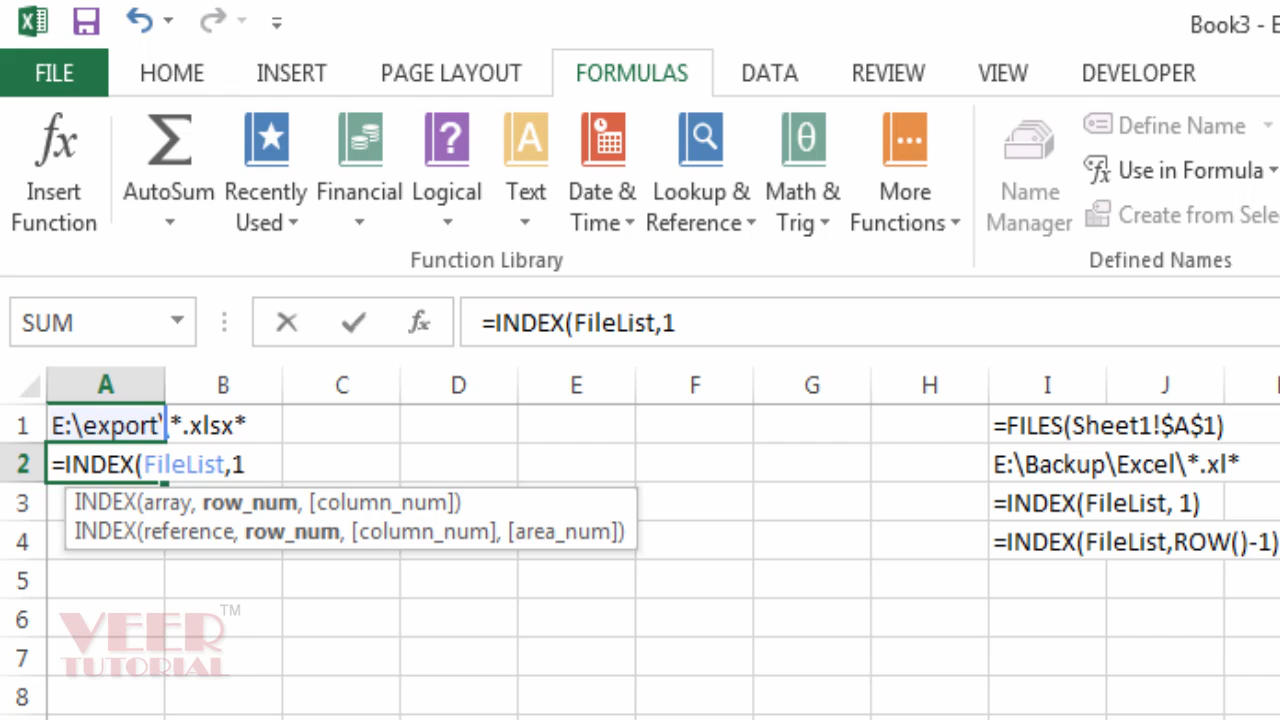 Book3 - E
FILE HOME INSERT PAGE LAYOUT FORMULAS DATA REVIEW VIEW DEVELOPER
fx Σ ? A θ
Insert Function
AutoSum
Recently Used
Financial
Logical
Text
Date & Time
Lookup & Reference
Math & Trig
More Functions
Function Library
Name Manager
Define Name
Use in Formula
Create from Sele
Defined Names
SUM fx =INDEX(FileList,1
A B C D E F G H I J
1 E:\export\*.xlsx* =FILES(Sheet1!$A$1)
2 =INDEX(FileList,1 E:\Backup\Excel\*.xl*
3 =INDEX(FileList, 1)
INDEX(array, row_num, [column_num])
INDEX(reference, row_num, [column_num], [area_num])
4 =INDEX(FileList,ROW()-1)
5
6
VEER TM
TUTORIAL
7
8